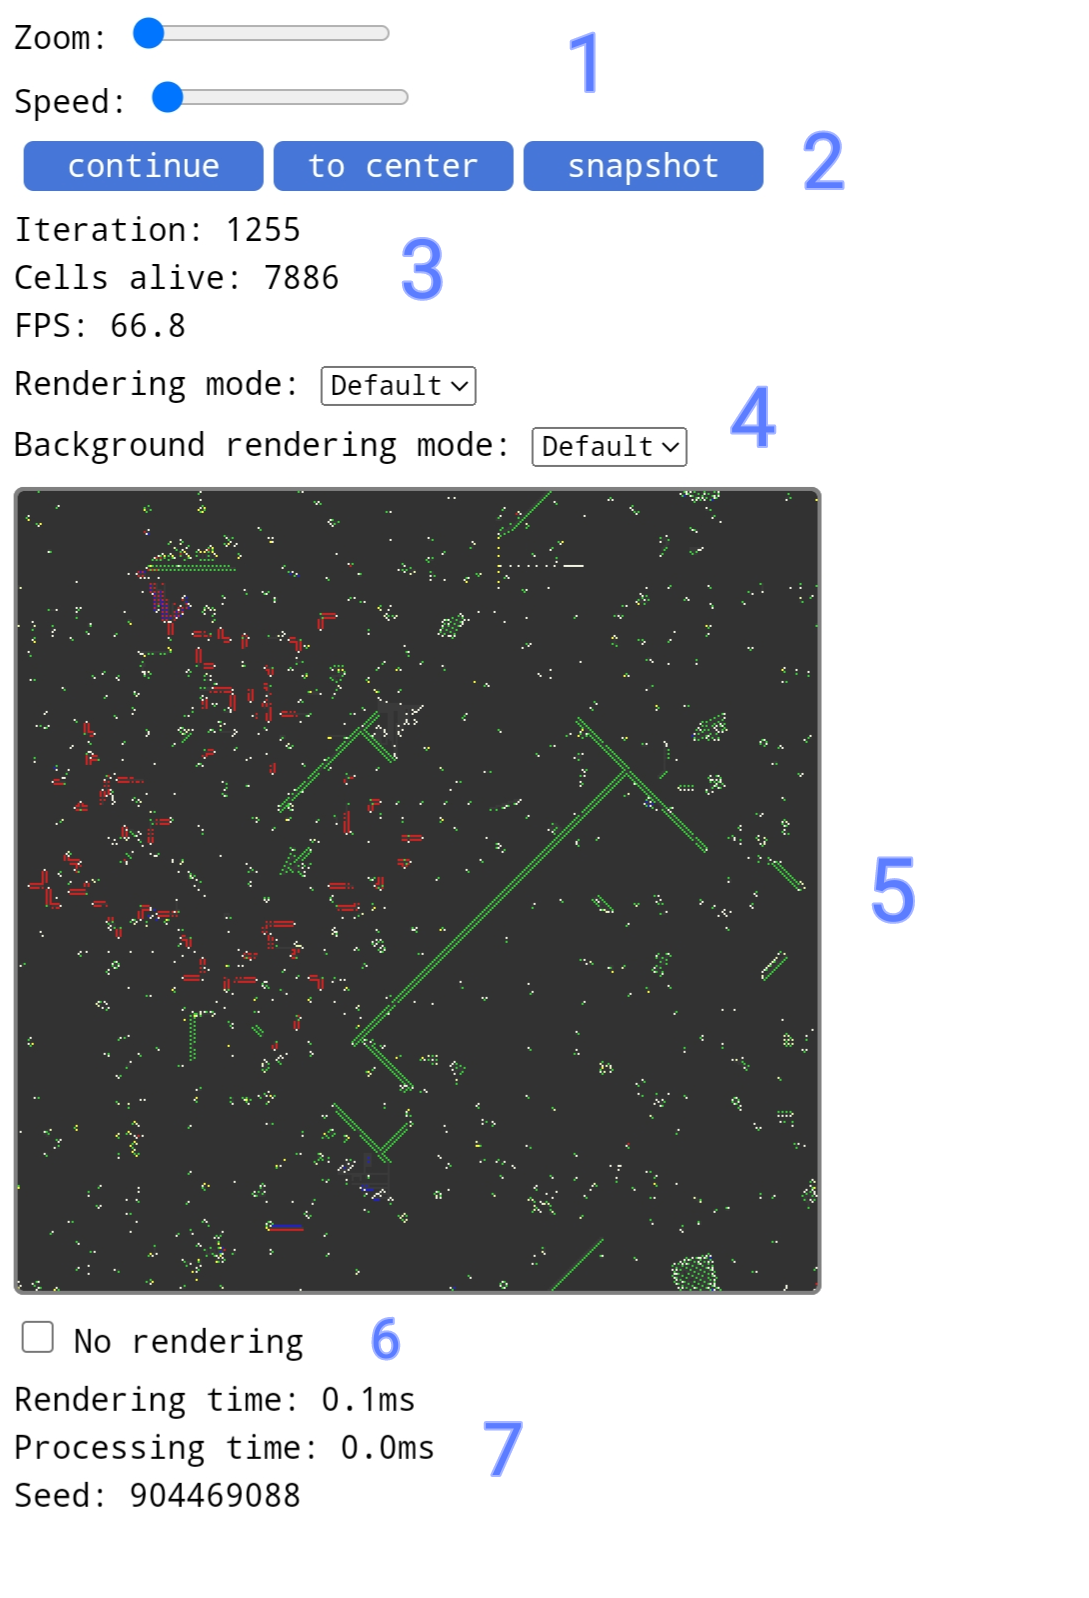 Zoom:
1
Speed:
continue to center snapshot 2
Iteration: 1255
Cells alive: 7886 3
FPS: 66.8
Rendering mode: Default
4
Background rendering mode: Default
5
No rendering 6
Rendering time: 0.1ms
Processing time: 0.0ms 7
Seed: 904469088